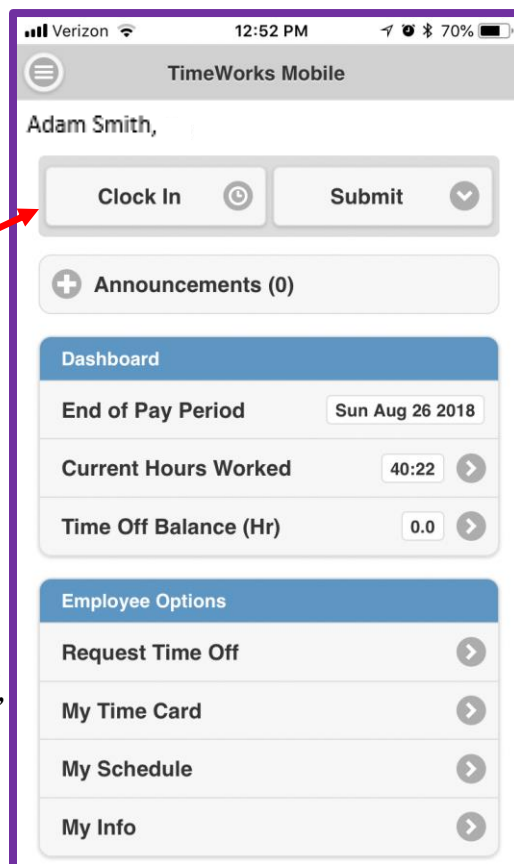 Verizon 12:52 PM 70%
TimeWorks Mobile
Adam Smith,
Clock In Submit
Announcements (0)
Dashboard
End of Pay Period Sun Aug 26 2018
Current Hours Worked 40:22
Time Off Balance (Hr) 0.0
Employee Options
Request Time Off
,
My Time Card
My Schedule
My Info